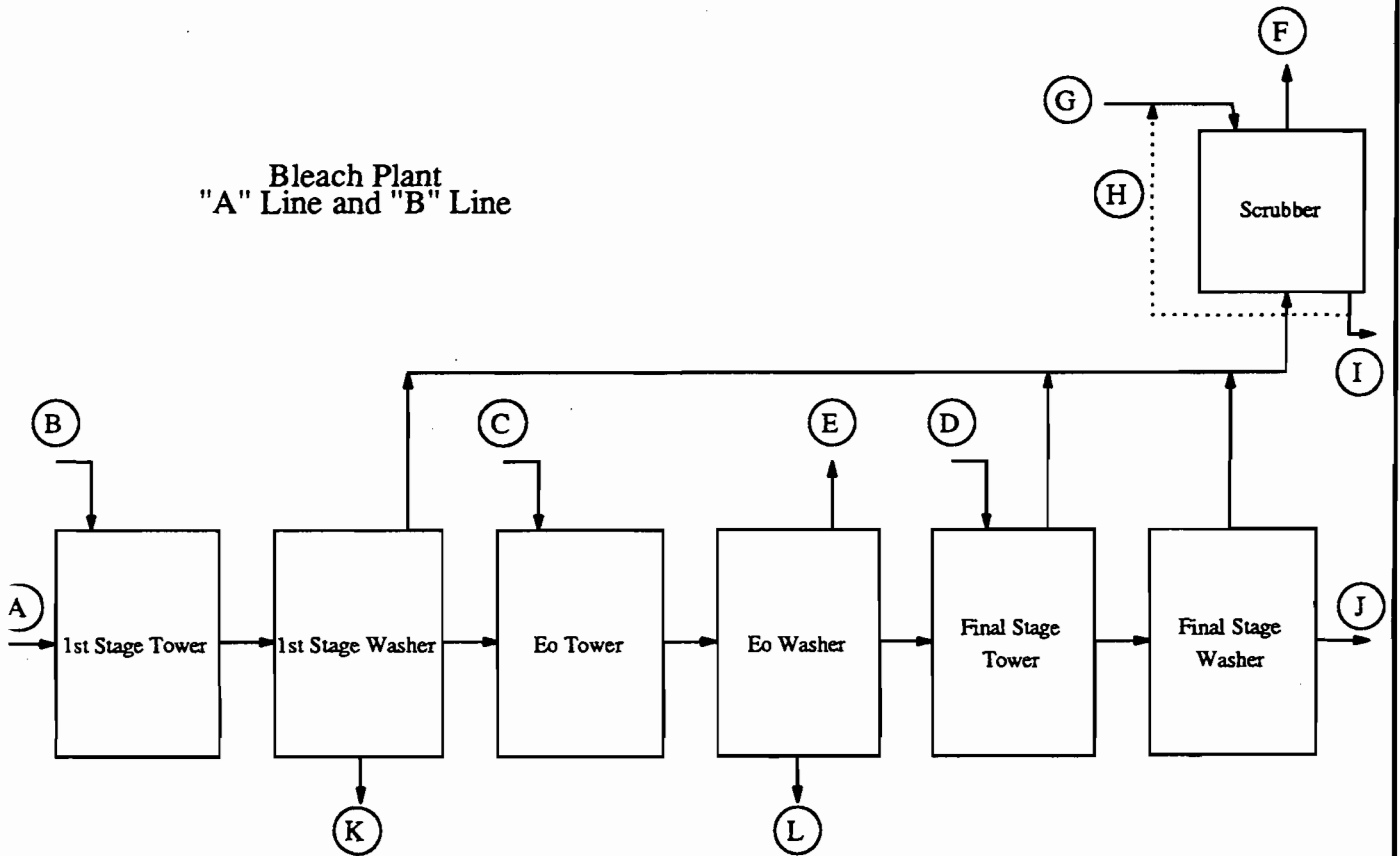 F
G
Bleach Plant
"A" Line and "B" Line
H
Scrubber
I
B
C
E
D
A
1st Stage Tower
1st Stage Washer
Eo Tower
Eo Washer
Final Stage
Tower
Final Stage
Washer
J
K
L